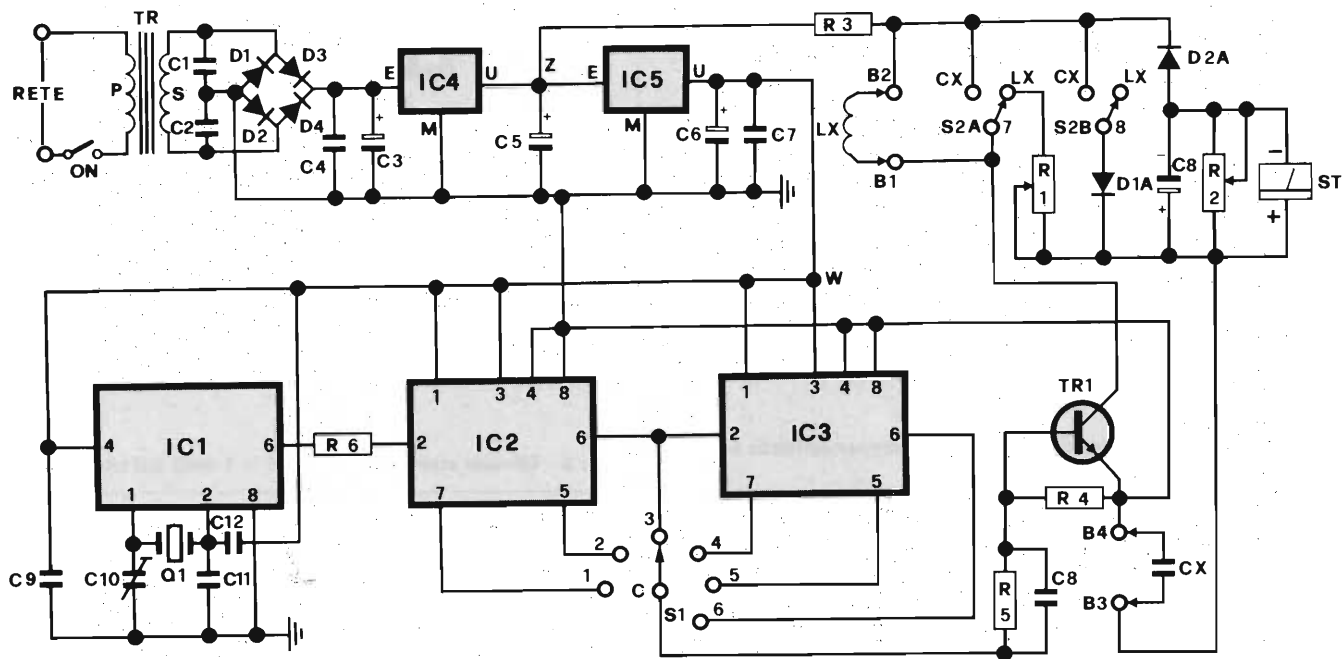 TR
RETE
ON
P
S
C1
C2
D1
D3
D2
D4
C4
+
C3
E
IC4
U
M
Z
+
C5
E
IC5
U
M
+
C6
C7
R 3
B2
LX
B1
CX
LX
S2A
7
R
1
CX
LX
S2B
8
D1A
D2A
-
C8
+
R
2
-
ST
+
W
4
IC1
6
1
2
8
R 6
1
3
4
8
2
IC2
6
7
5
1
3
4
8
2
IC3
6
7
5
C9
C10
Q1
C12
C11
3
2
1
C
S1
4
5
6
TR1
R 4
R
5
C8
B4
CX
B3